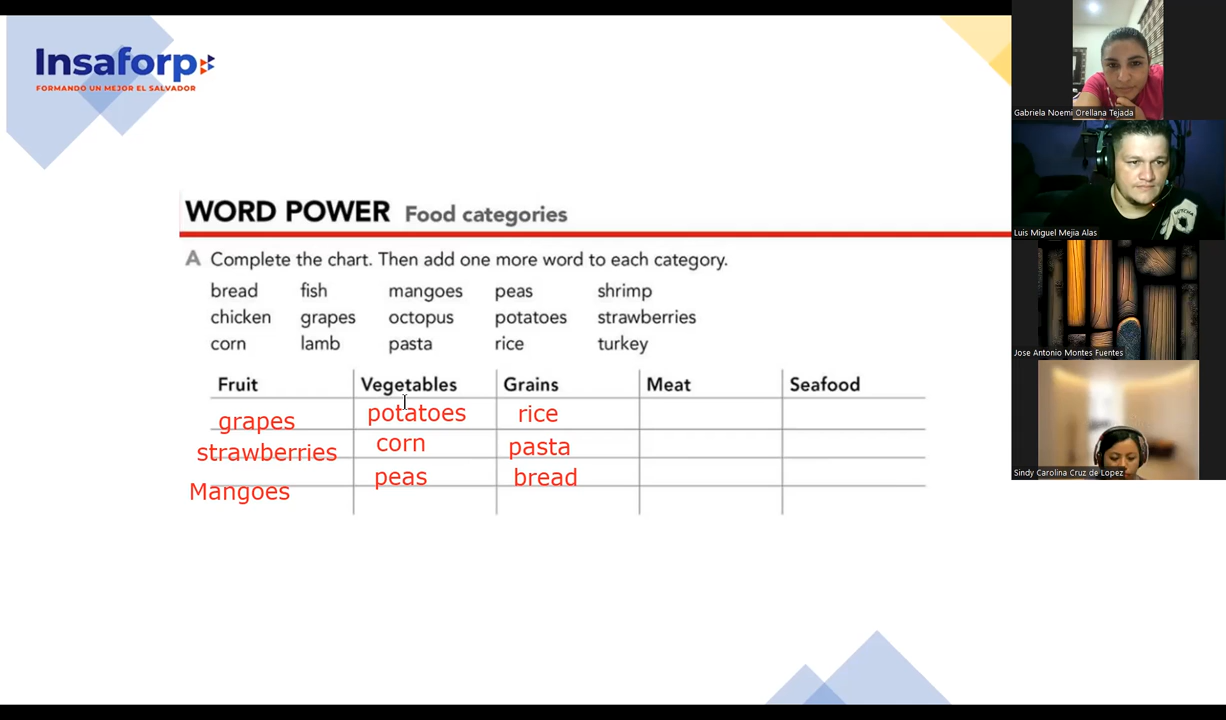 Insaforp
FORMANDO UN MEJOR EL SALVADOR
WORD POWER Food categories
A Complete the chart. Then add one more word to each category.
bread fish mangoes peas shrimp
chicken grapes octopus potatoes strawberries
corn lamb pasta rice turkey
Fruit Vegetables Grains Meat Seafood
grapes potatoes rice
strawberries corn pasta
Mangoes peas bread
Gabriela Noemi Orellana Tejada
Luis Miguel Mejia Alas
Jose Antonio Montes Fuentes
Sindy Carolina Cruz de Lopez